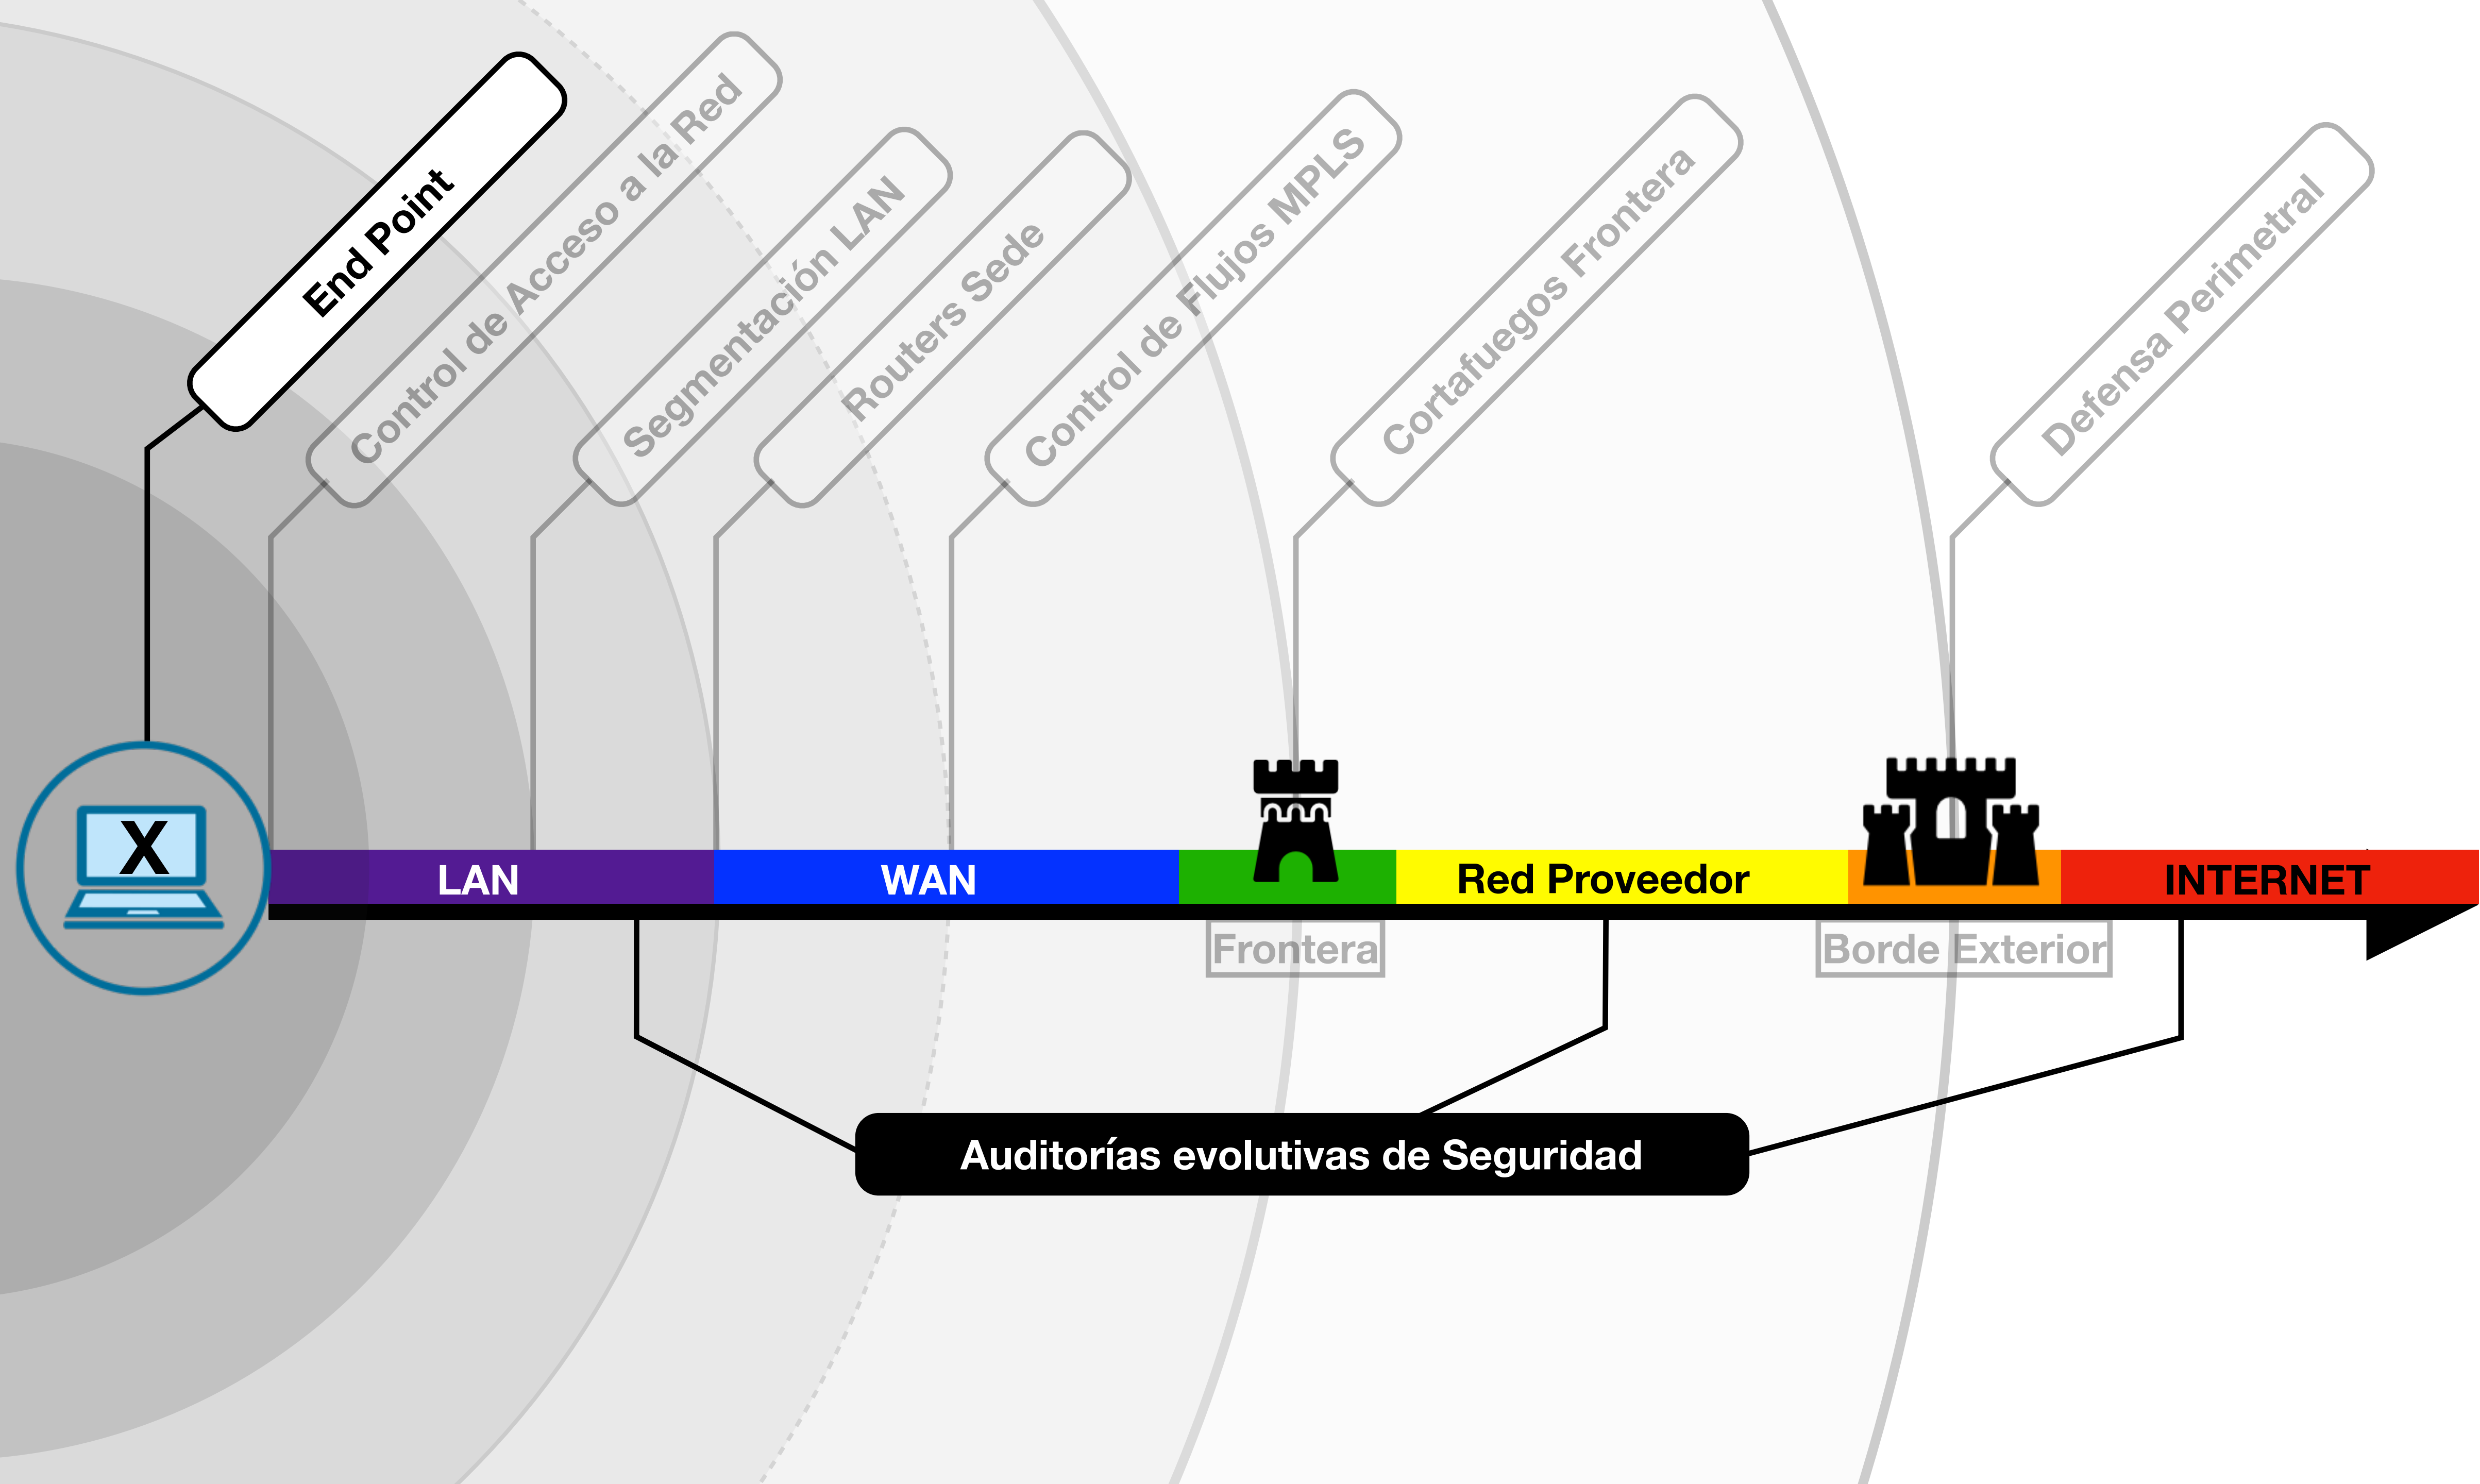 End Point
Control de Acceso a la Red
Segmentación LAN
Routers Sede
Control de Flujos MPLS
Cortafuegos Frontera
Defensa Perimetral
X
LAN
WAN
Red Proveedor
INTERNET
Frontera
Borde Exterior
Auditorías evolutivas de Seguridad